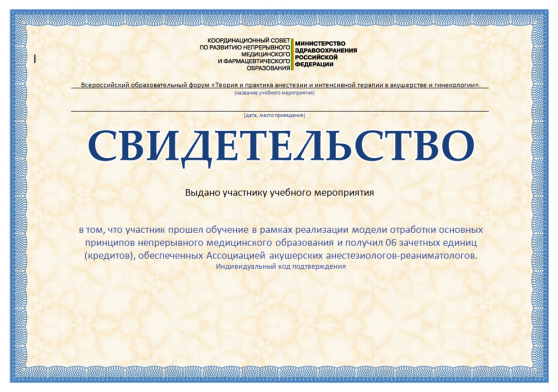 КООРДИНАЦИОННЫЙ СОВЕТ
ПО РАЗВИТИЮ НЕПРЕРЫВНОГО
МЕДИЦИНСКОГО
И ФАРМАЦЕВТИЧЕСКОГО
ОБРАЗОВАНИЯ
МИНИСТЕРСТВО
ЗДРАВООХРАНЕНИЯ
РОССИЙСКОЙ
ФЕДЕРАЦИИ
Всероссийский образовательный форум «Теория и практика анестезии и интенсивной терапии в акушерстве и гинекологии».
(название учебного мероприятия)
(дата, место проведения)
СВИДЕТЕЛЬСТВО
Выдано участнику учебного мероприятия
в том, что участник прошел обучение в рамках реализации модели отработки основных
принципов непрерывного медицинского образования и получил 06 зачетных единиц
(кредитов), обеспеченных Ассоциацией акушерских анестезиологов-реаниматологов.
Индивидуальный код подтверждения